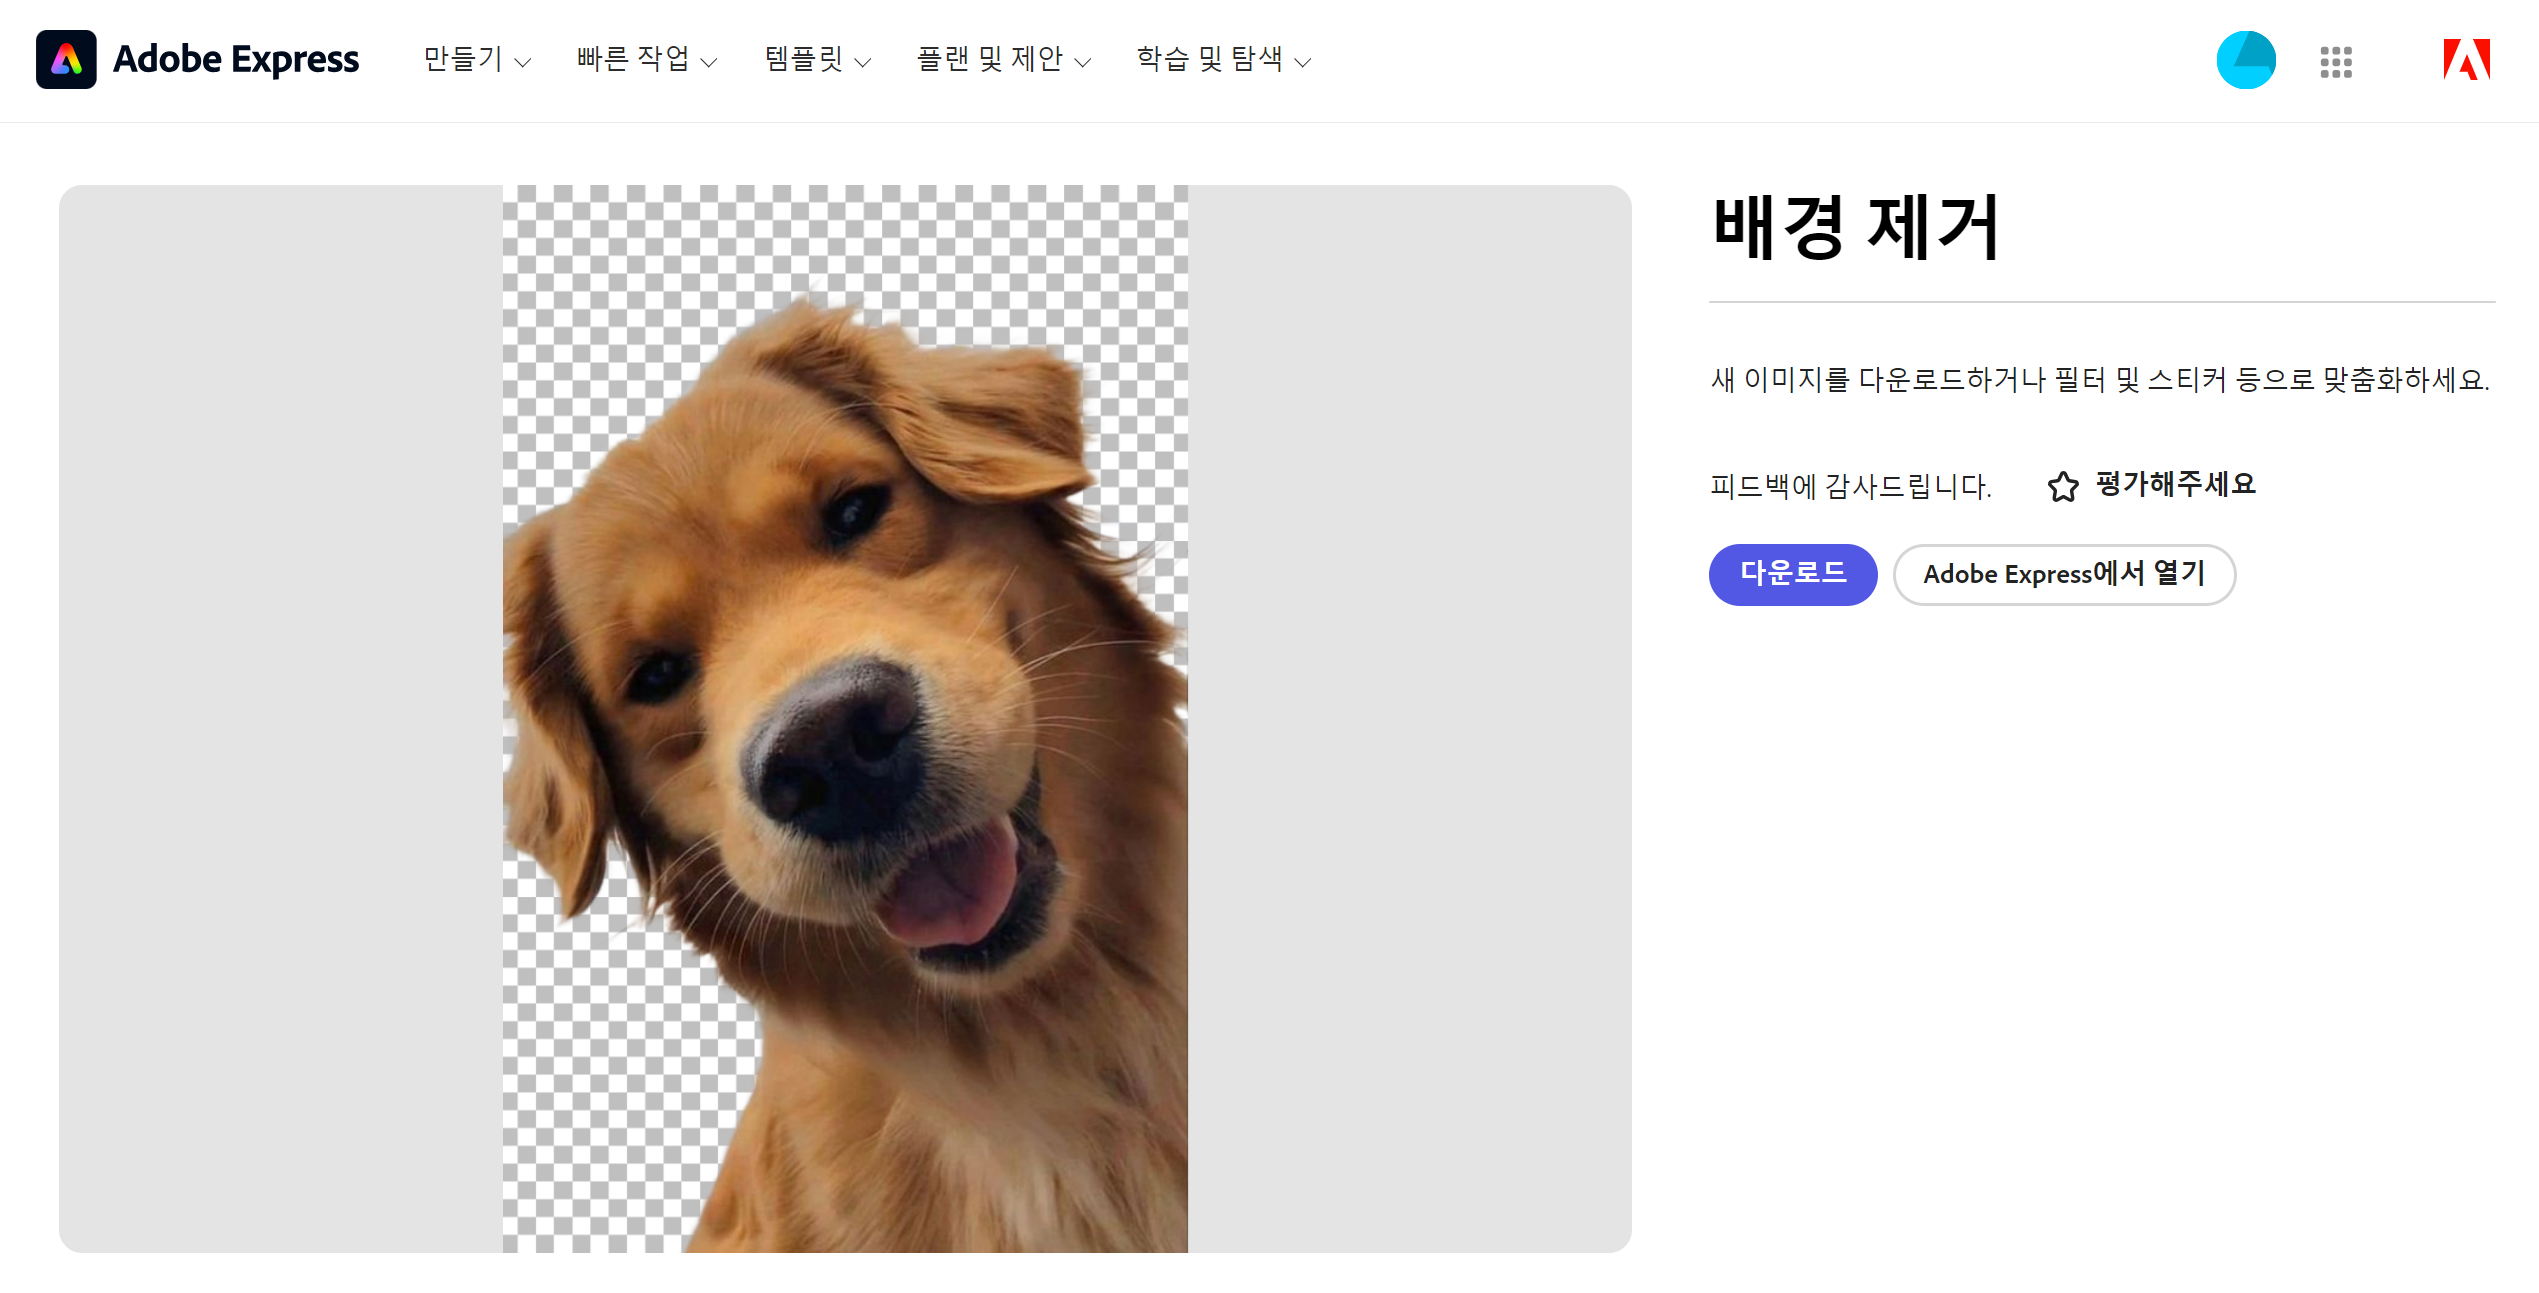 Adobe Express 만들기 빠른 작업 템플릿 플랜 및 제안 학습 및 탐색
배경 제거
새 이미지를 다운로드하거나 필터 및 스티커 등으로 맞춤화하세요.
피드백에 감사드립니다. 평가해주세요
다운로드 Adobe Express에서 열기